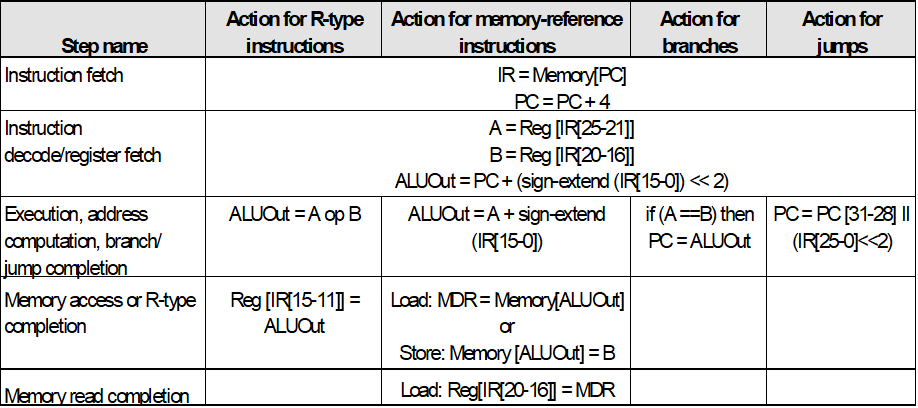 Step name
Action for R-type
instructions
Action for memory-reference
instructions
Action for
branches
Action for
jumps
Instruction fetch
IR = Memory[PC]
PC = PC + 4
Instruction
decode/register fetch
A = Reg [IR[25-21]]
B = Reg [IR[20-16]]
ALUOut = PC + (sign-extend (IR[15-0]) << 2)
Execution, address
computation, branch/
jump completion
ALUOut = A op B
ALUOut = A + sign-extend
(IR[15-0])
if (A ==B) then
PC = ALUOut
PC = PC [31-28] II
(IR[25-0]<<2)
Memory access or R-type
completion
Reg [IR[15-11]] =
ALUOut
Load: MDR = Memory[ALUOut]
or
Store: Memory [ALUOut] = B
Memory read completion
Load: Reg[IR[20-16]] = MDR